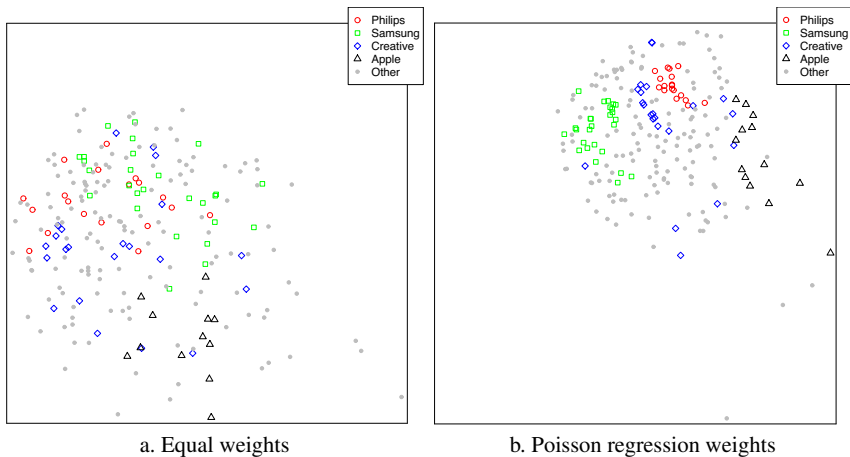 Philips
Samsung
Creative
Apple
Other
Philips
Samsung
Creative
Apple
Other
a. Equal weights
b. Poisson regression weights